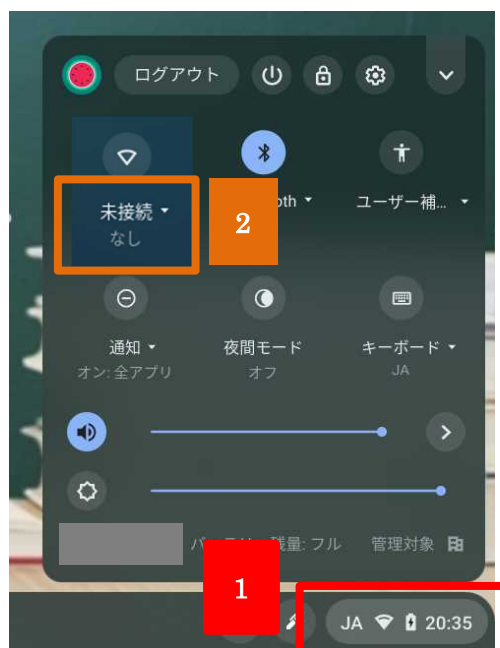 ログアウト
未接続
なし
2
oth
ユーザー補...
通知
オン: 全アプリ
夜間モード
オフ
キーボード
JA
残量: フル
管理対象
1
JA
20:35